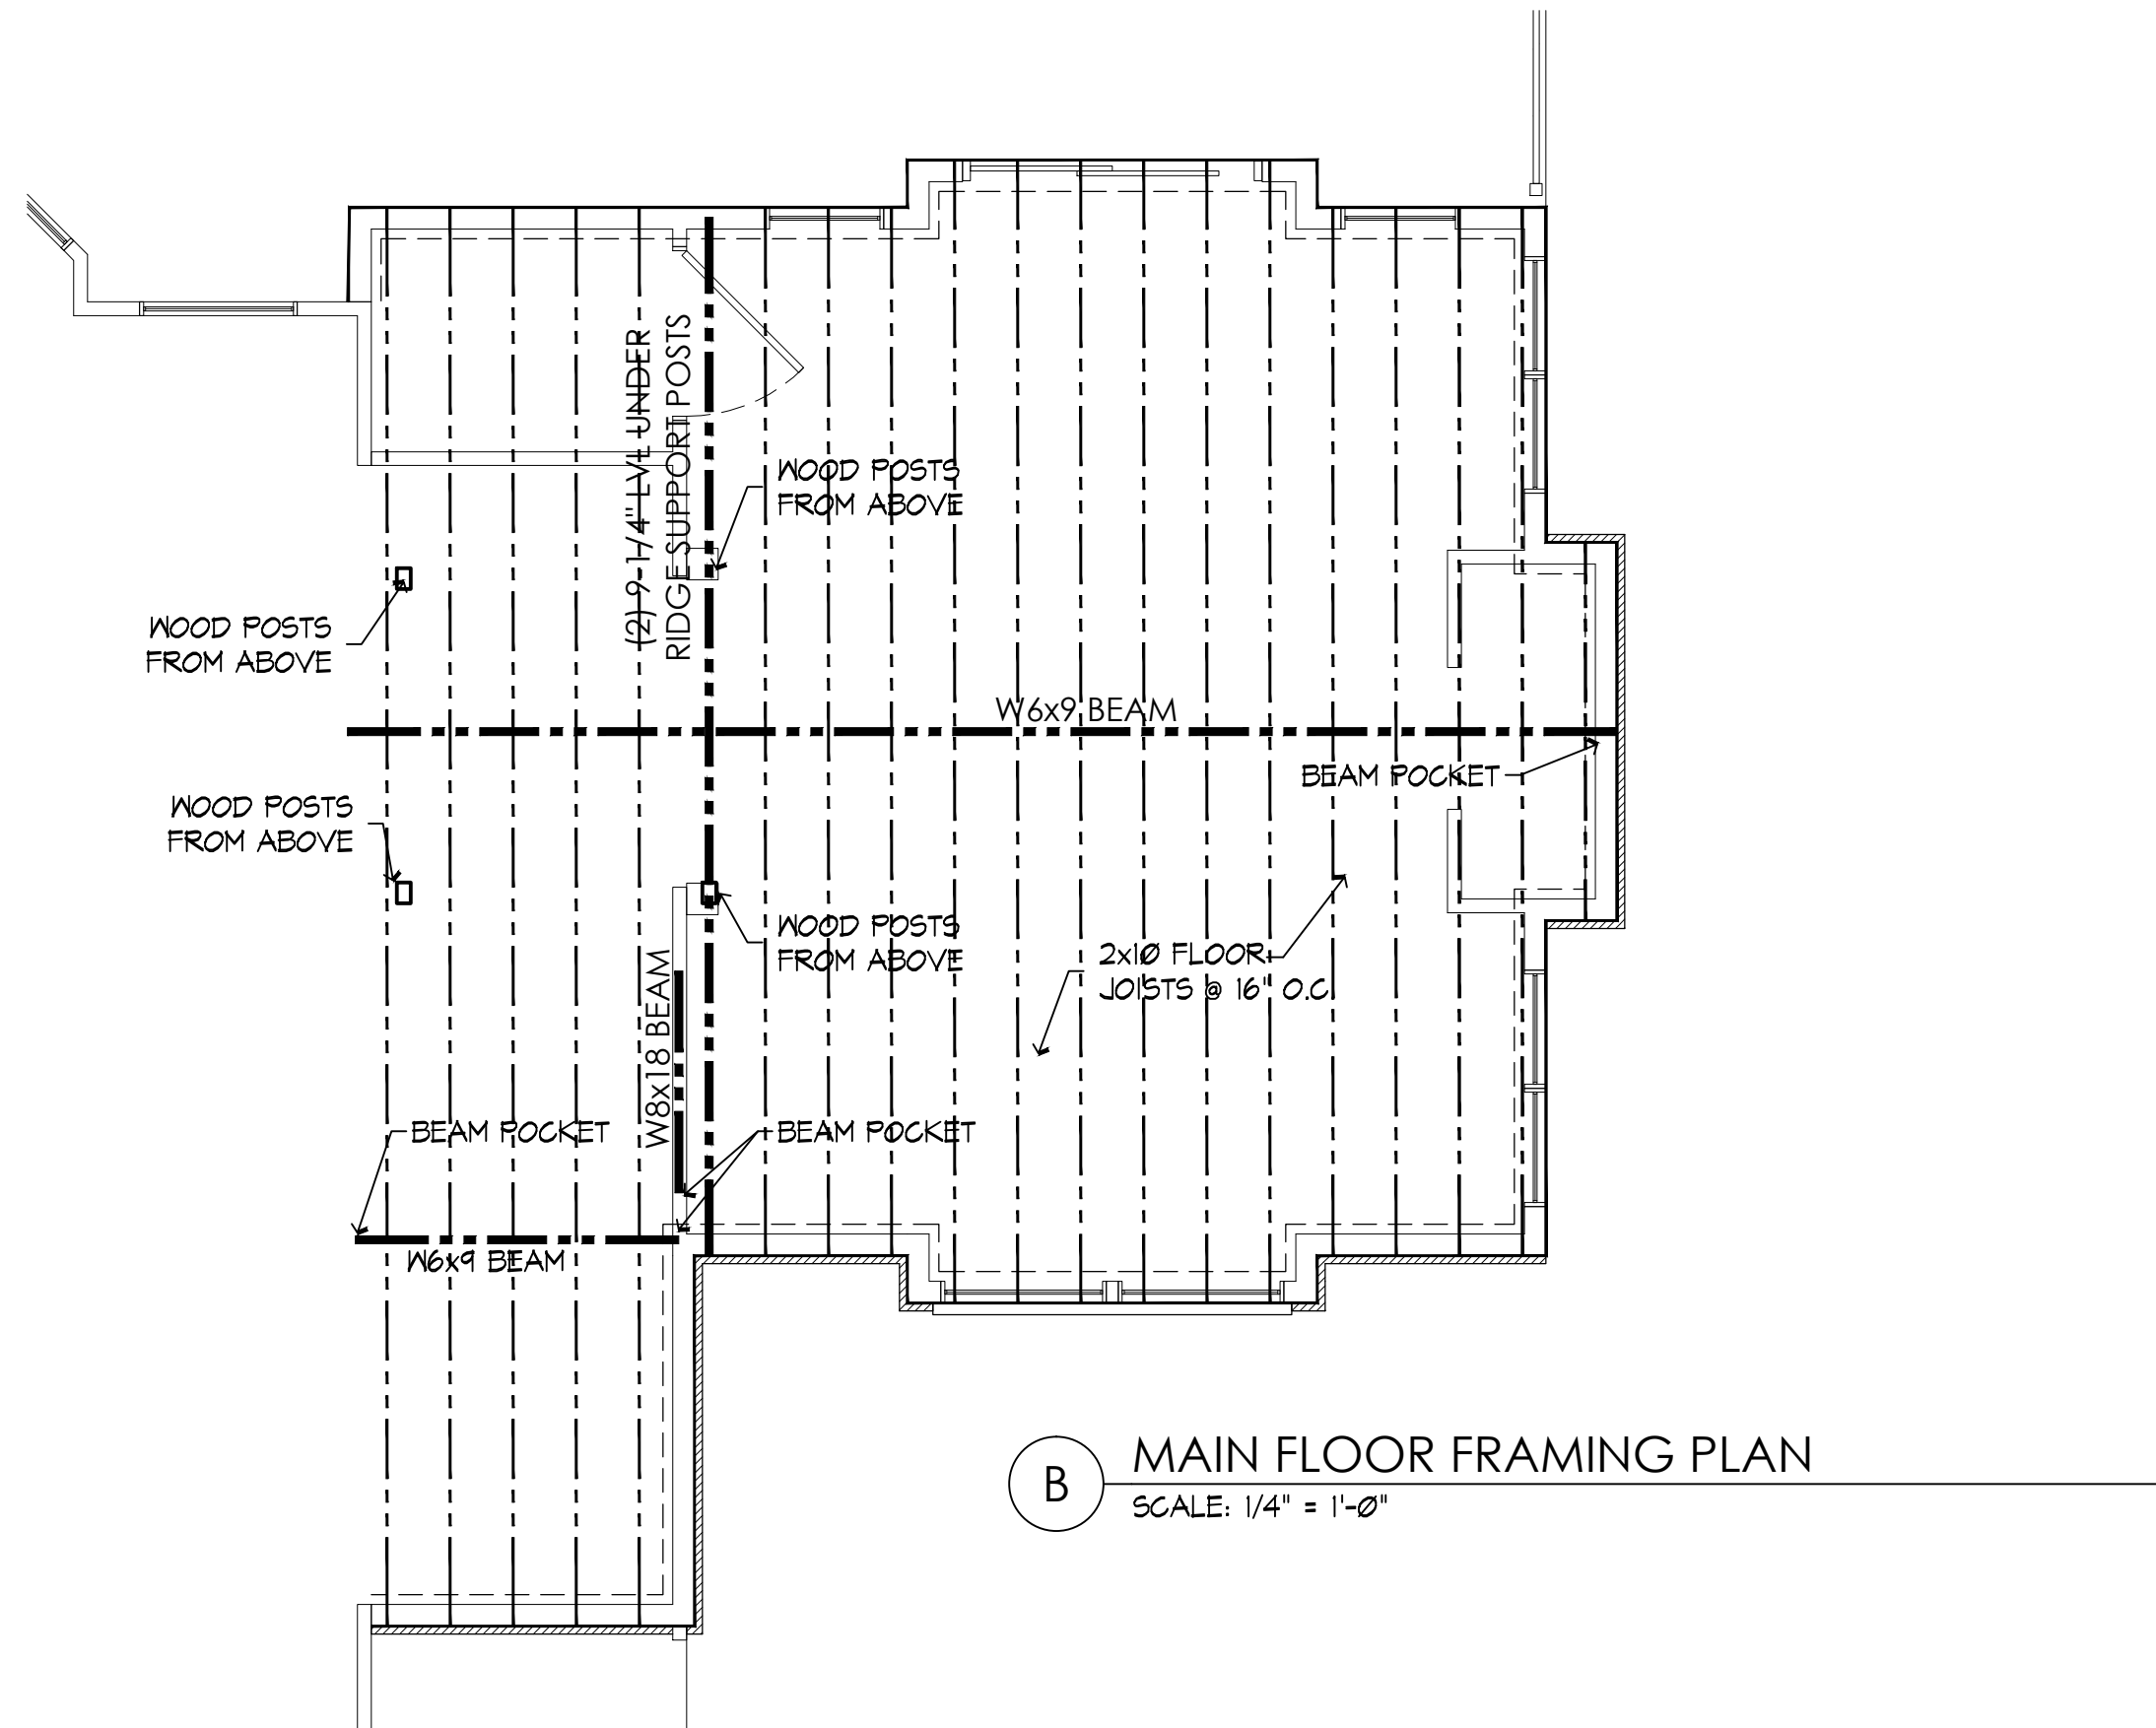 (2) 9-1/4" LVL UNDER
RIDGE SUPPORT POSTS
WOOD POSTS
FROM ABOVE
WOOD POSTS
FROM ABOVE
W6x9 BEAM
BEAM POCKET
WOOD POSTS
FROM ABOVE
WOOD POSTS
FROM ABOVE
2x10 FLOOR
JOISTS @ 16" O.C.
W8x18 BEAM
BEAM POCKET
BEAM POCKET
W6x9 BEAM
B
MAIN FLOOR FRAMING PLAN
SCALE: 1/4" = 1'-0"